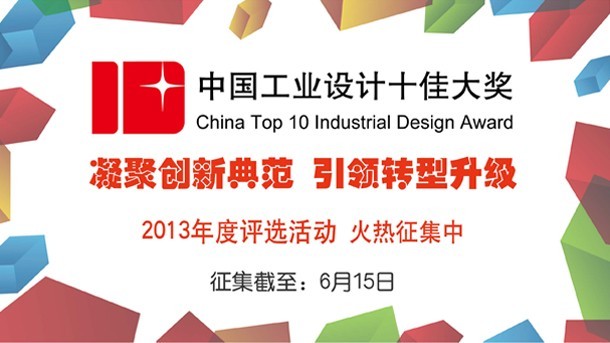 ID
中国工业设计十佳大奖
China Top 10 Industrial Design Award
凝聚创新典范 引领转型升级
2013年度评选活动 火热征集中
征集截至：6月15日